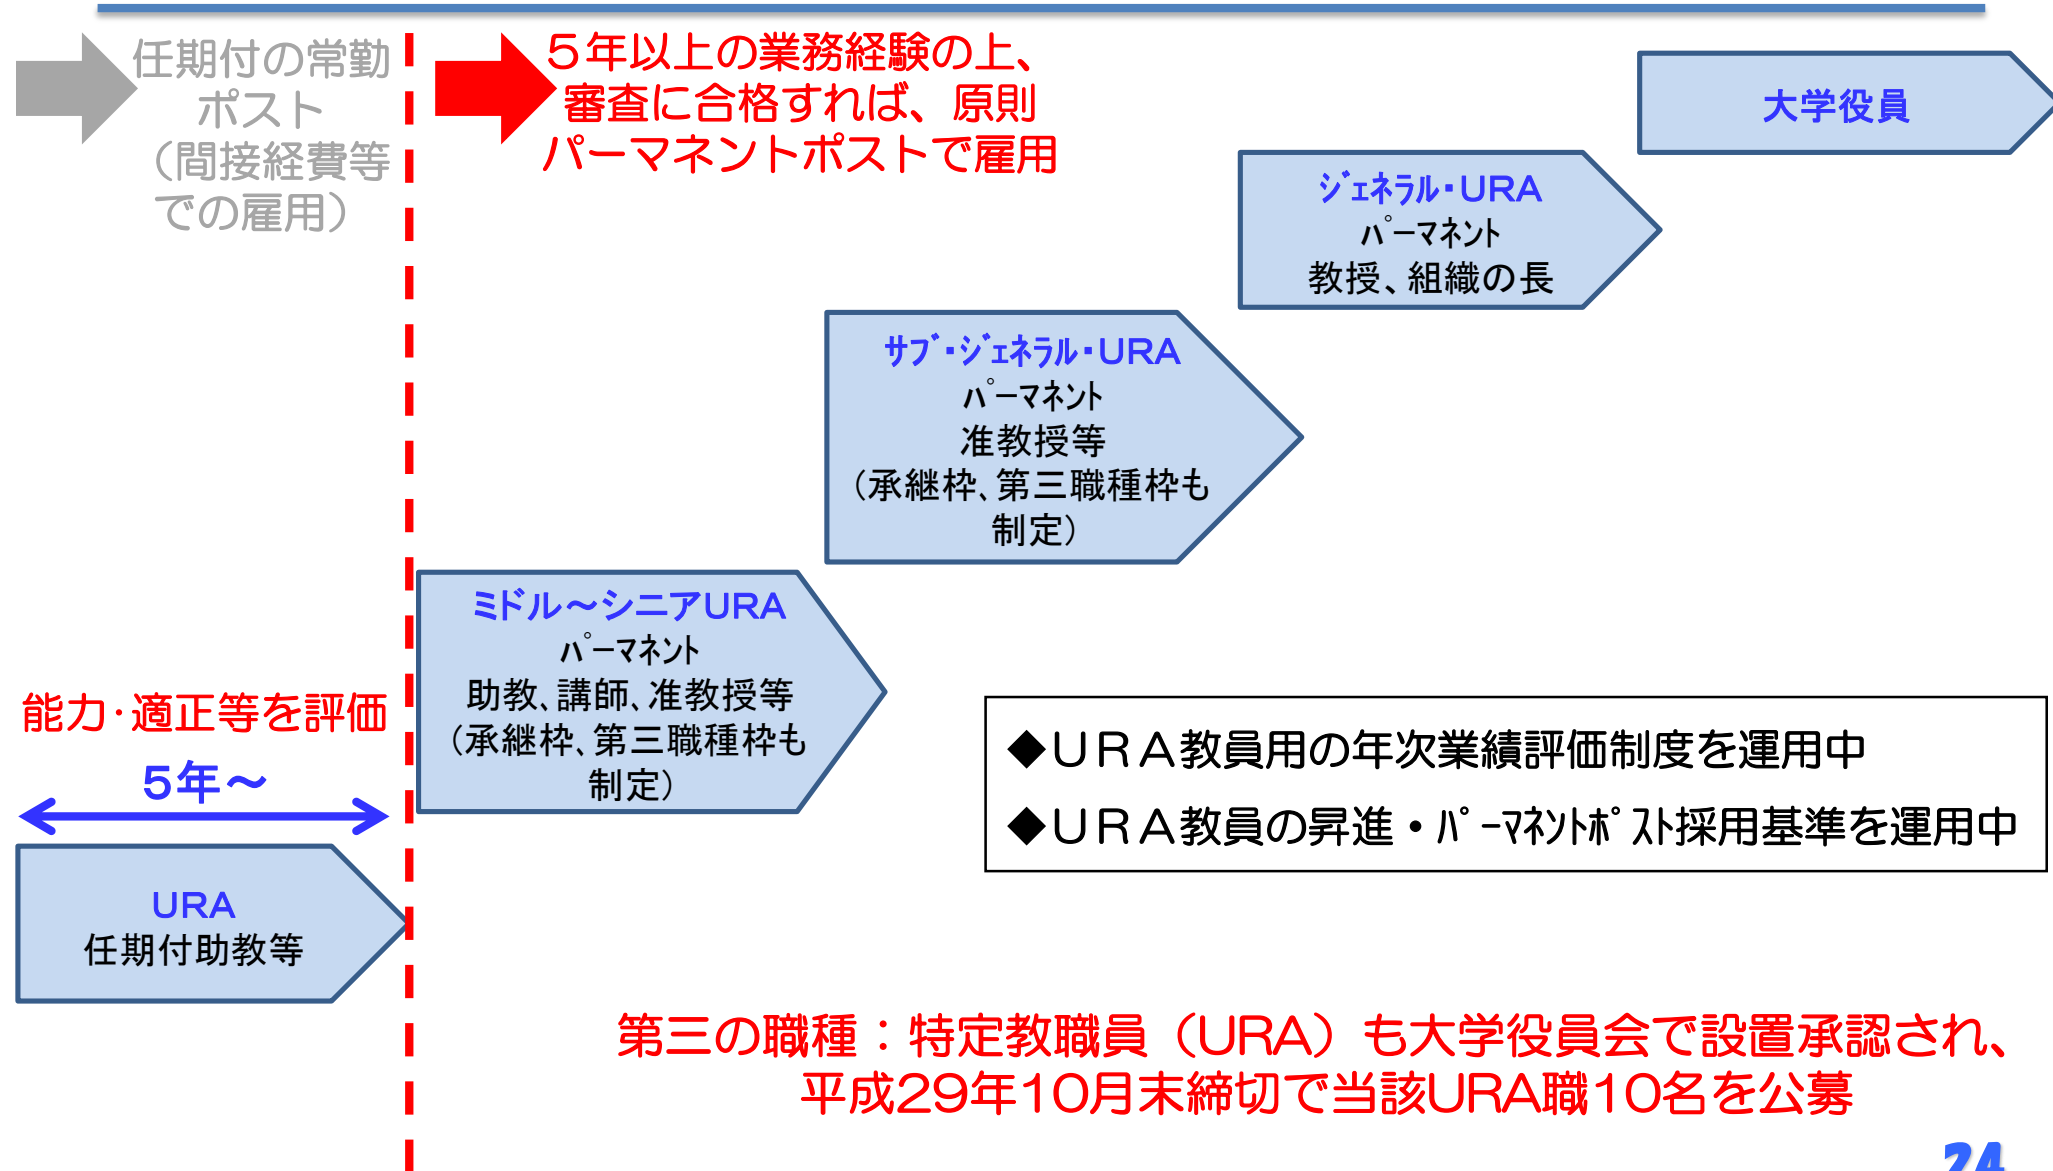 任期付の常勤
ポスト
（間接経費等
での雇用）
５年以上の業務経験の上、
審査に合格すれば、原則
パーマネントポストで雇用
大学役員
ｼﾞｪﾈﾗﾙ・URA
ﾊﾟｰﾏﾈﾝﾄ
教授、組織の長
ｻﾌﾞ・ｼﾞｪﾈﾗﾙ・URA
ﾊﾟｰﾏﾈﾝﾄ
准教授等
（承継枠、第三職種枠も
制定）
ミドル～シニアURA
ﾊﾟｰﾏﾈﾝﾄ
助教、講師、准教授等
（承継枠、第三職種枠も
制定）
能力・適正等を評価
5年～
URA
任期付助教等
◆ＵＲＡ教員用の年次業績評価制度を運用中
◆ＵＲＡ教員の昇進・ﾊﾟｰﾏﾈﾝﾄﾎﾟｽﾄ採用基準を運用中
第三の職種：特定教職員（URA）も大学役員会で設置承認され、
平成29年10月末締切で当該URA職10名を公募
24